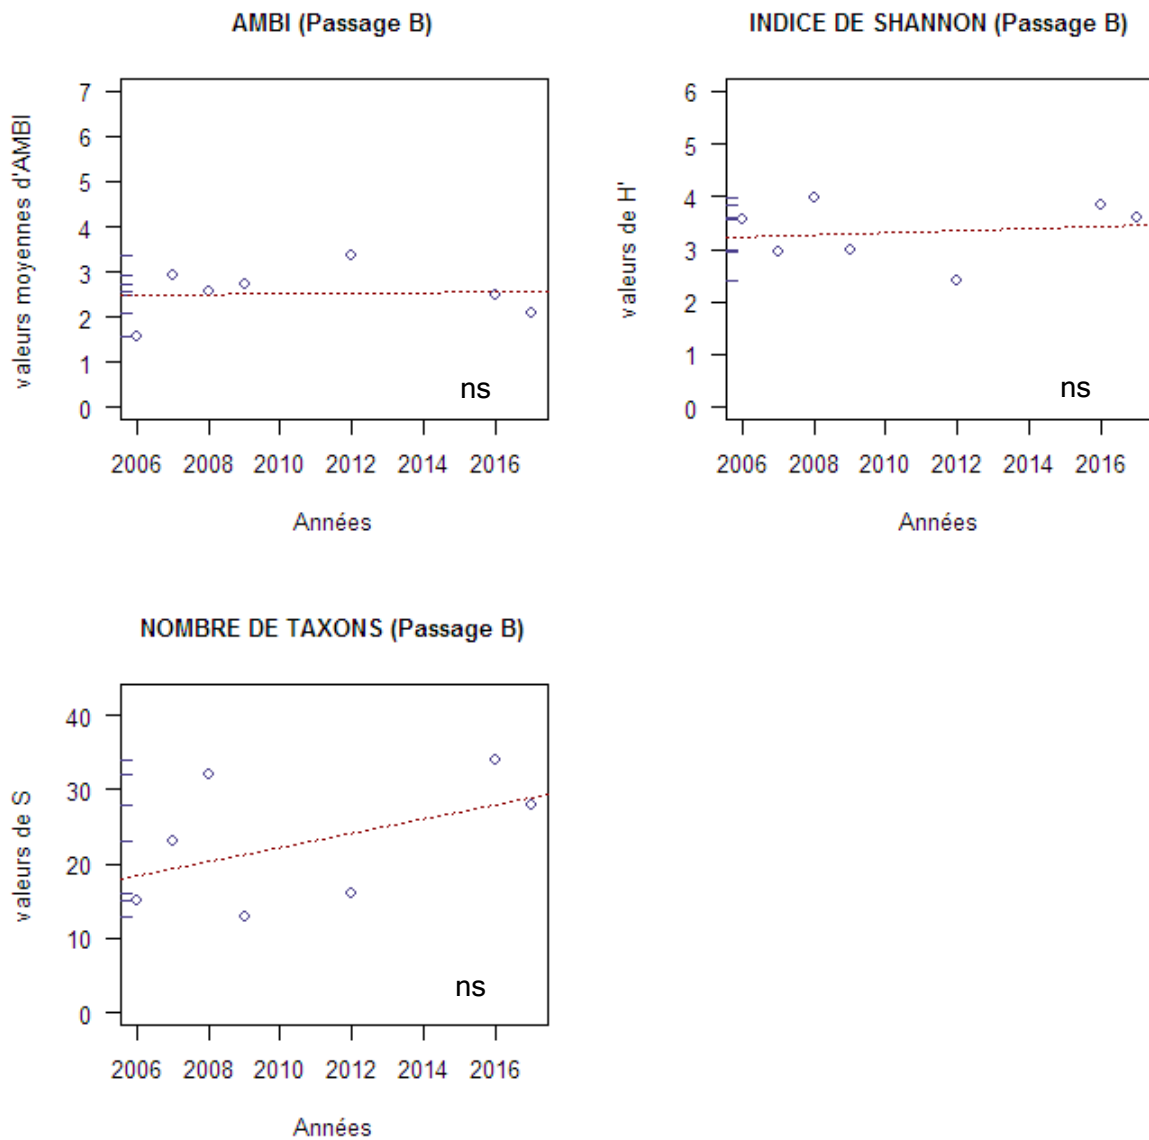 AMBI (Passage B)
valeurs moyennes d'AMBI
7
6
5
4
3
2
1
0
ns
2006 2008 2010 2012 2014 2016
Années
INDICE DE SHANNON (Passage B)
valeurs de H'
6
5
4
3
2
1
0
ns
2006 2008 2010 2012 2014 2016
Années
NOMBRE DE TAXONS (Passage B)
valeurs de S
40
30
20
10
0
ns
2006 2008 2010 2012 2014 2016
Années